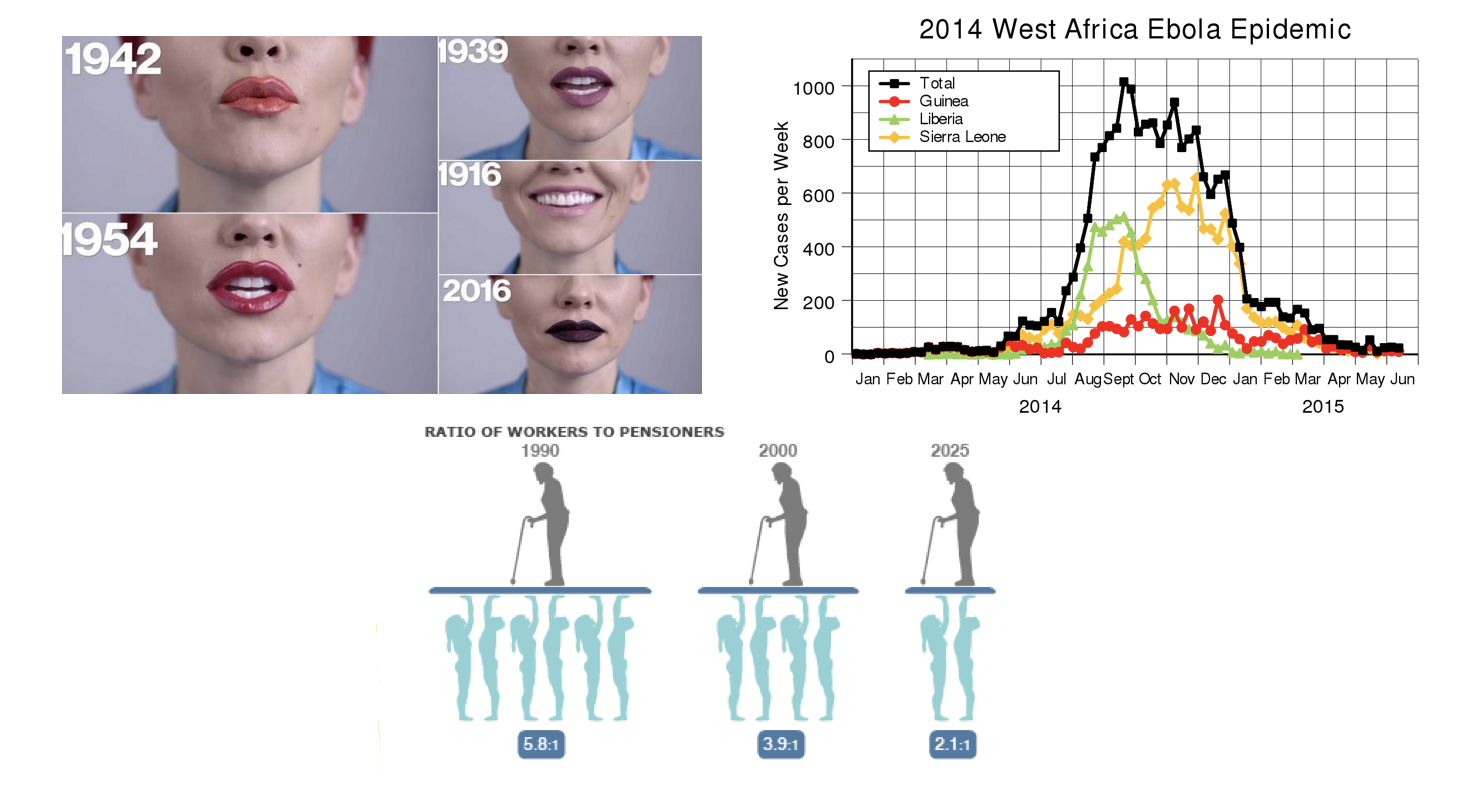 1942
1939
1916
1954
2016
2014 West Africa Ebola Epidemic
New Cases per Week
1000
800
600
400
200
0
Total
Guinea
Liberia
Sierra Leone
Jan Feb Mar Apr May Jun Jul Aug Sept Oct Nov Dec Jan Feb Mar Apr May Jun
2014 2015
RATIO OF WORKERS TO PENSIONERS
1990 2000 2025
5.8:1 3.9:1 2.1:1